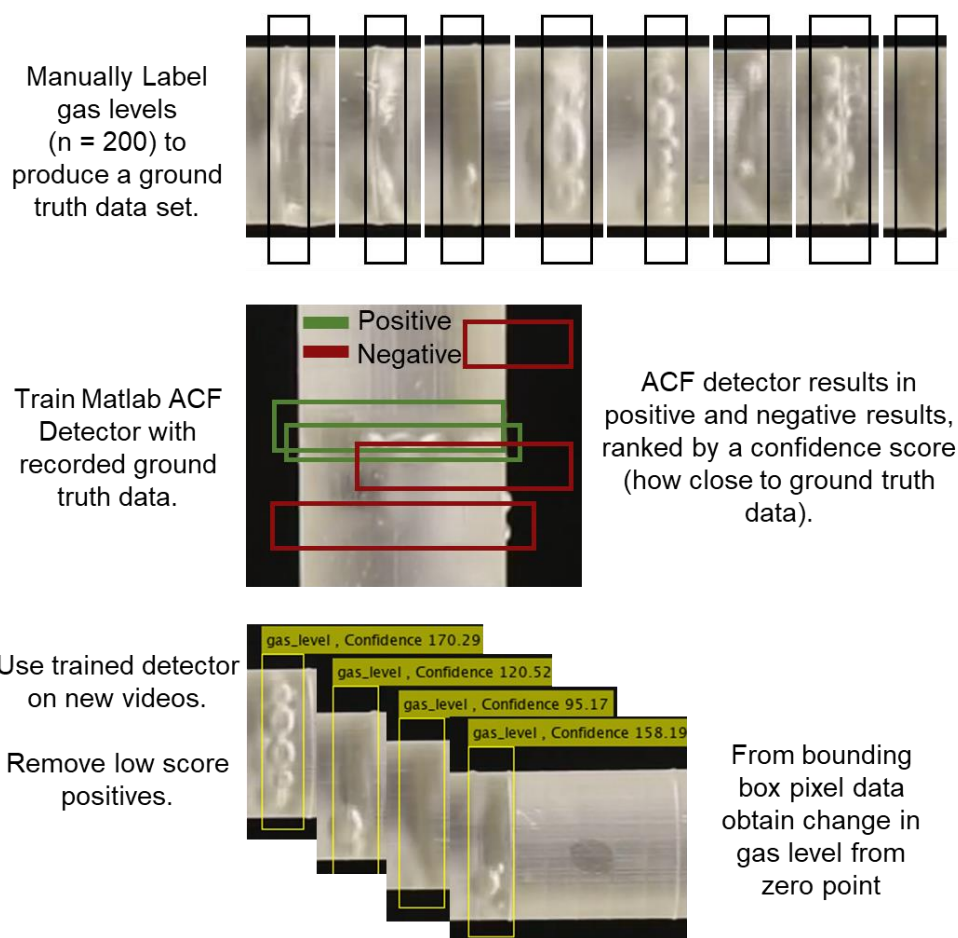 Manually Label
gas levels
(n = 200) to
produce a ground
truth data set.
Positive
Negative
Train Matlab ACF
Detector with
recorded ground
truth data.
ACF detector results in
positive and negative results,
ranked by a confidence score
(how close to ground truth
data).
Use trained detector
on new videos.
Remove low score
positives.
gas_level , Confidence 170.29
gas_level , Confidence 120.52
gas_level , Confidence 95.17
gas_level , Confidence 158.19
From bounding
box pixel data
obtain change in
gas level from
zero point